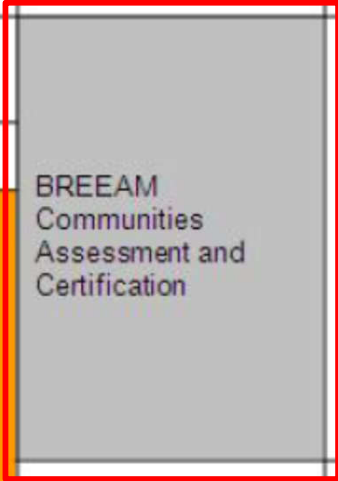 BREEAM
Communities
Assessment and
Certification